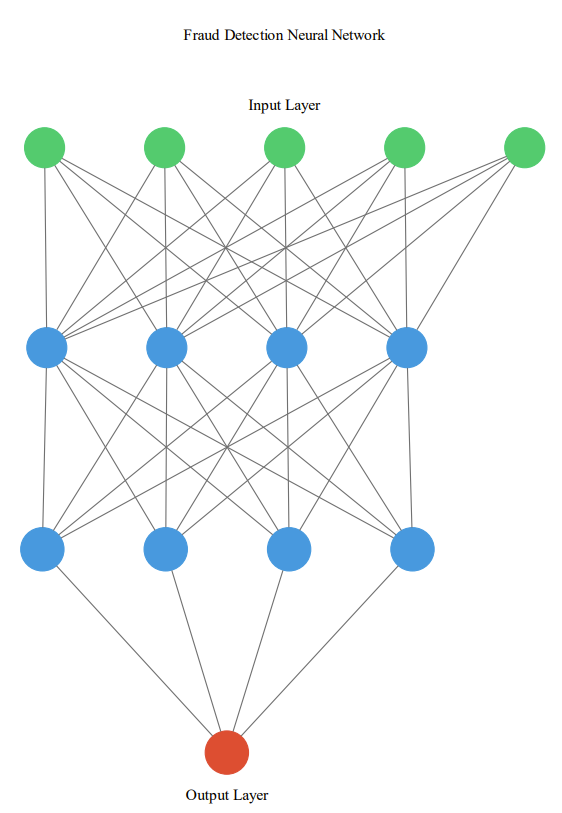 Fraud Detection Neural Network
Input Layer
Output Layer